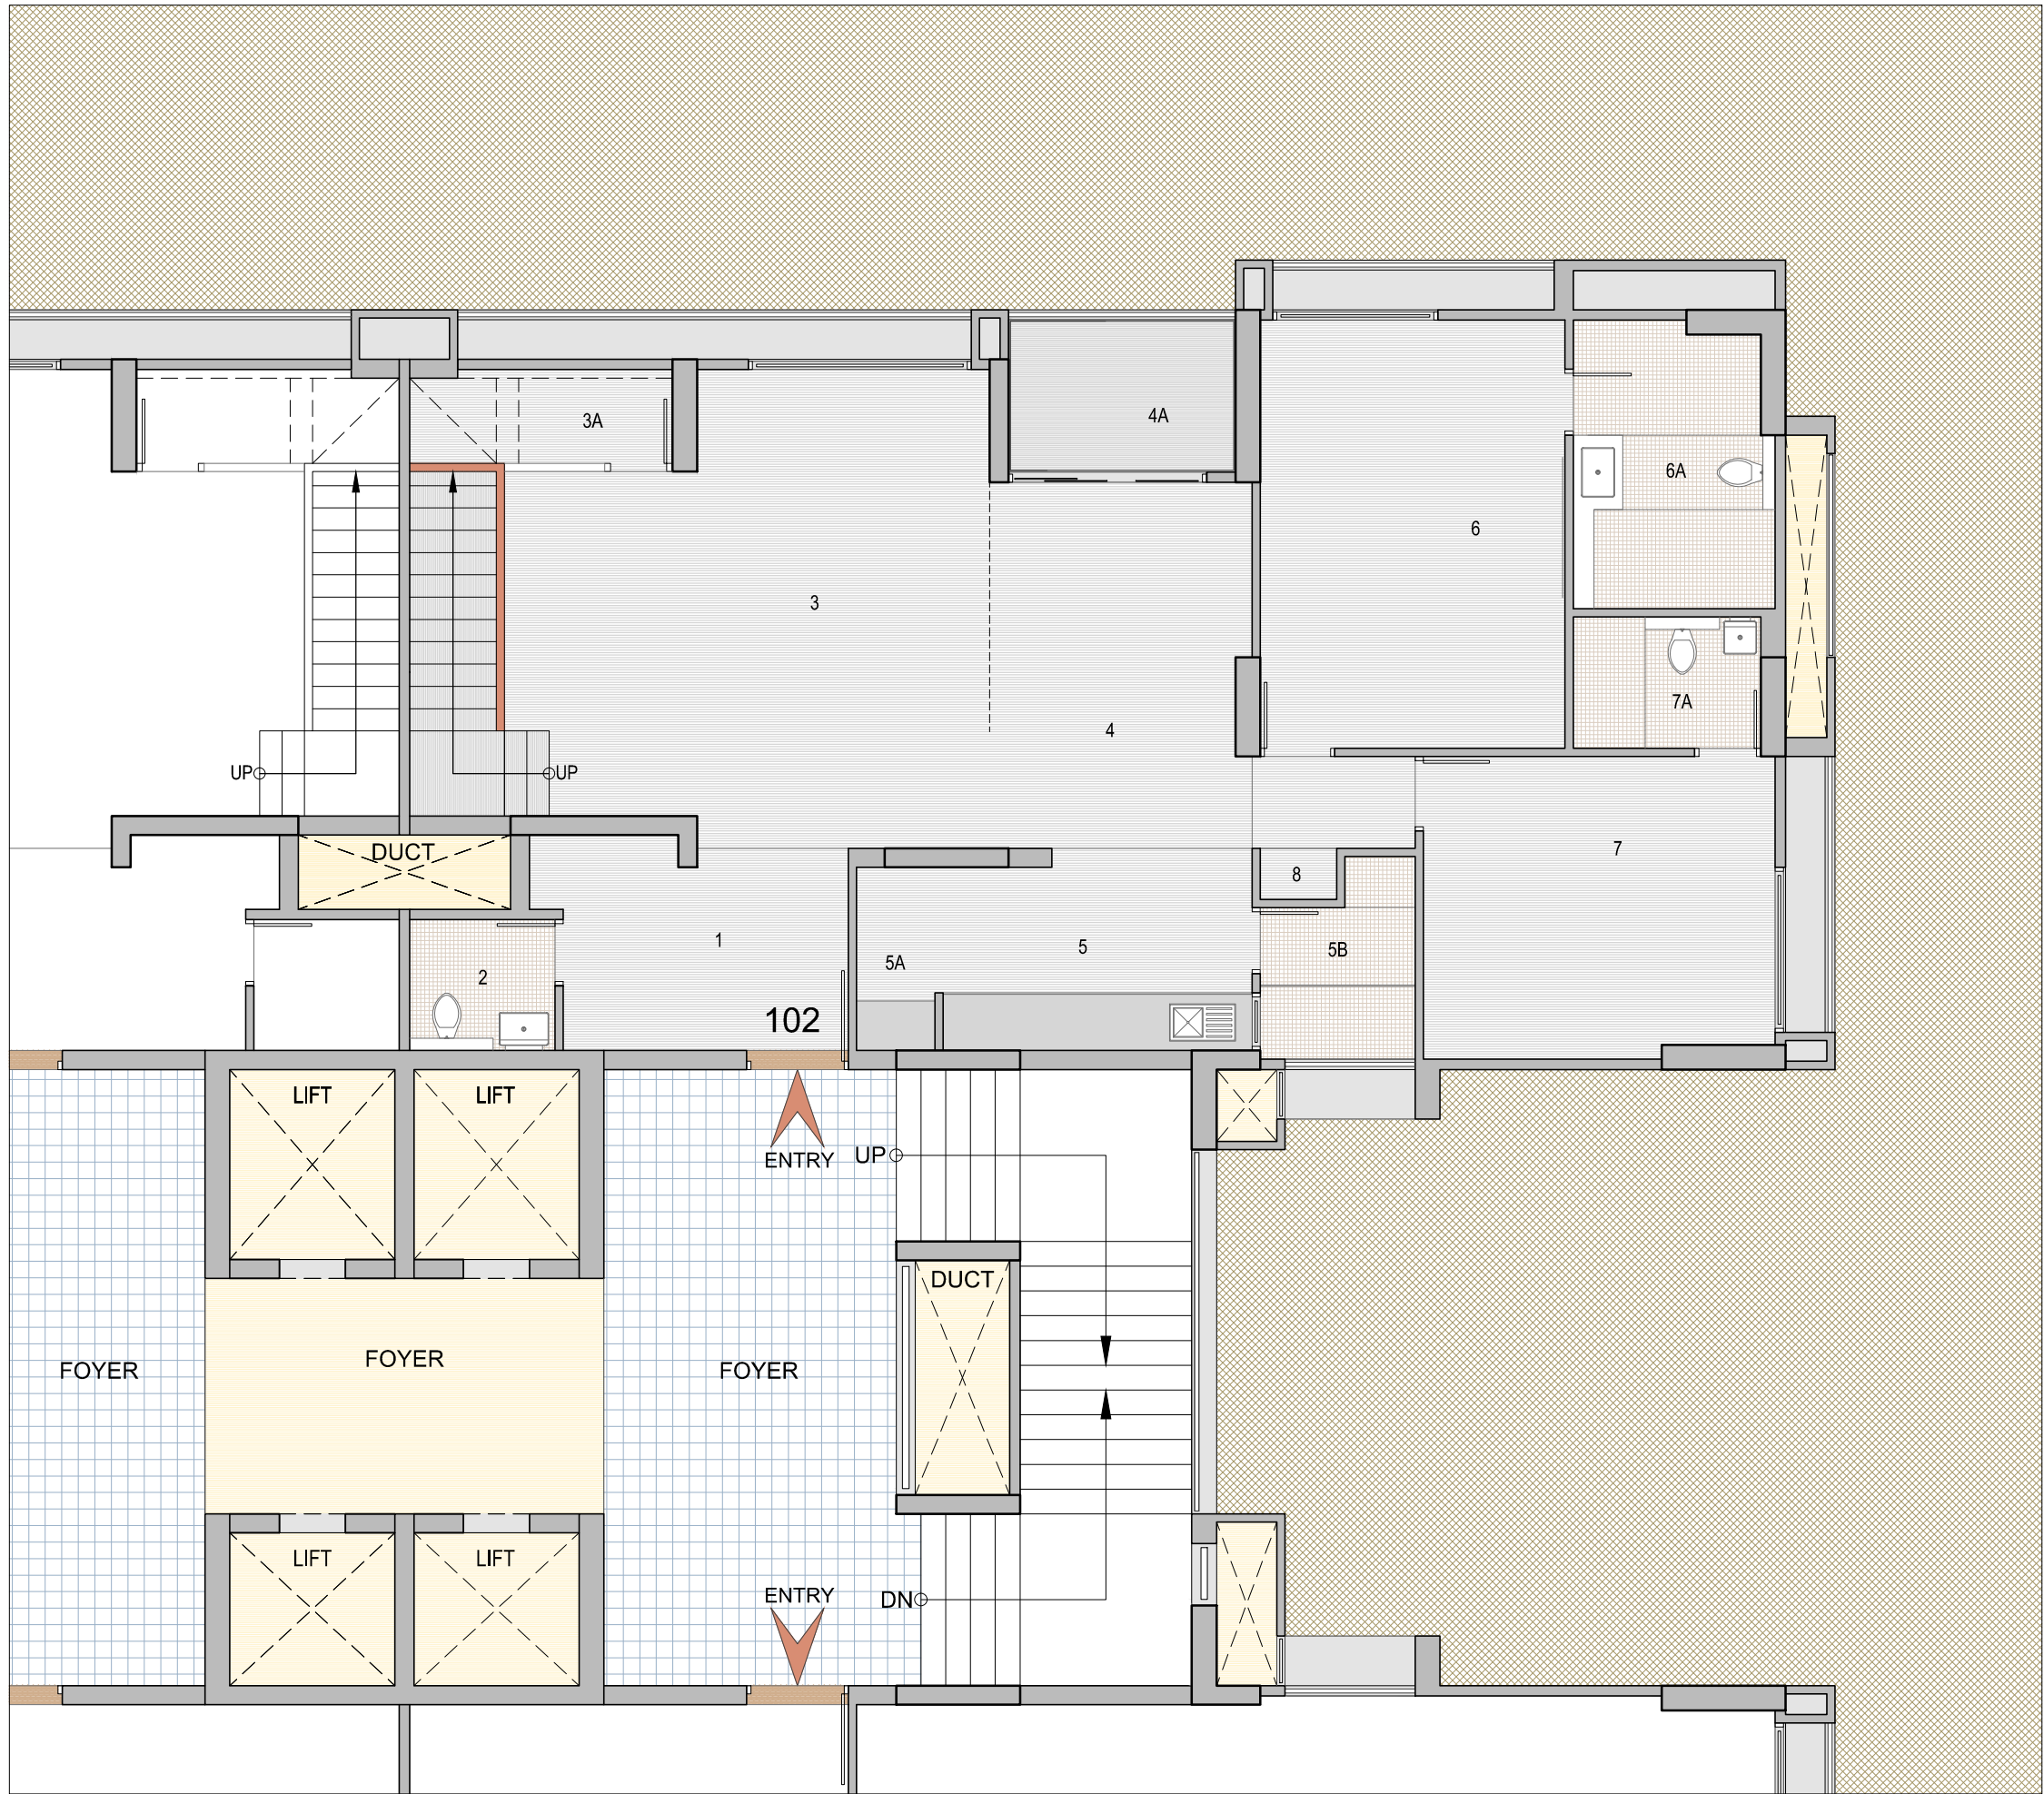 3A
4A
6A
6
3
7A
4
UP
UP
DUCT
7
8
1
5
5B
5A
2
102
LIFT
LIFT
ENTRY
UP
DUCT
FOYER
FOYER
FOYER
LIFT
LIFT
ENTRY
DN